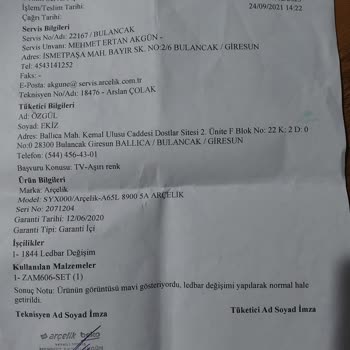 İşlem/Teslim Tarihi: 24/09/2021 14:22
Çağrı Tarihi:
Servis Bilgileri
Servis No/Adı: 22167 / BULANCAK
Servis Unvanı: MEHMET ERTAN AKGÜN -
Adres: İSMETPAŞA MAH. BAYIR SK. NO:2/6 BULANCAK / GİRESUN
Tel: 4543141252
Faks: -
E-Posta: akgune@servis.arcelik.com.tr
Teknisyen No/Adı: 18476 - Arslan ÇOLAK
Tüketici Bilgileri
Ad: ÖZGÜL
Soyad: EKİZ
Adres: Ballıca Mah. Kemal Ulusu Caddesi Dostlar Sitesi 2. Ünite F Blok No: 22 K: 2 D: 0
No:0 28300 Bulancak Giresun BALLICA / BULANCAK / GİRESUN
Telefon: (544) 456-43-01
Başvuru Konusu: TV-Aşırı renk
Ürün Bilgileri
Marka: Arçelik
Model: SYX000/Arçelik-A65L 8900 5A ARÇELİK
Seri No: 2071204
Garanti Tarihi: 12/06/2020
Garanti Tipi: Garanti İçi
İşçilikler
1- 1844 Ledbar Değişim
Kullanılan Malzemeler
1- ZAM606-SET (1)
Sonuç Notu: Ürünün görüntüsü mavi gösteriyordu, ledbar değişimi yapılarak normal hale
getirildi.
Teknisyen Ad Soyad İmza Tüketici Ad Soyad İmza
arçelik beko